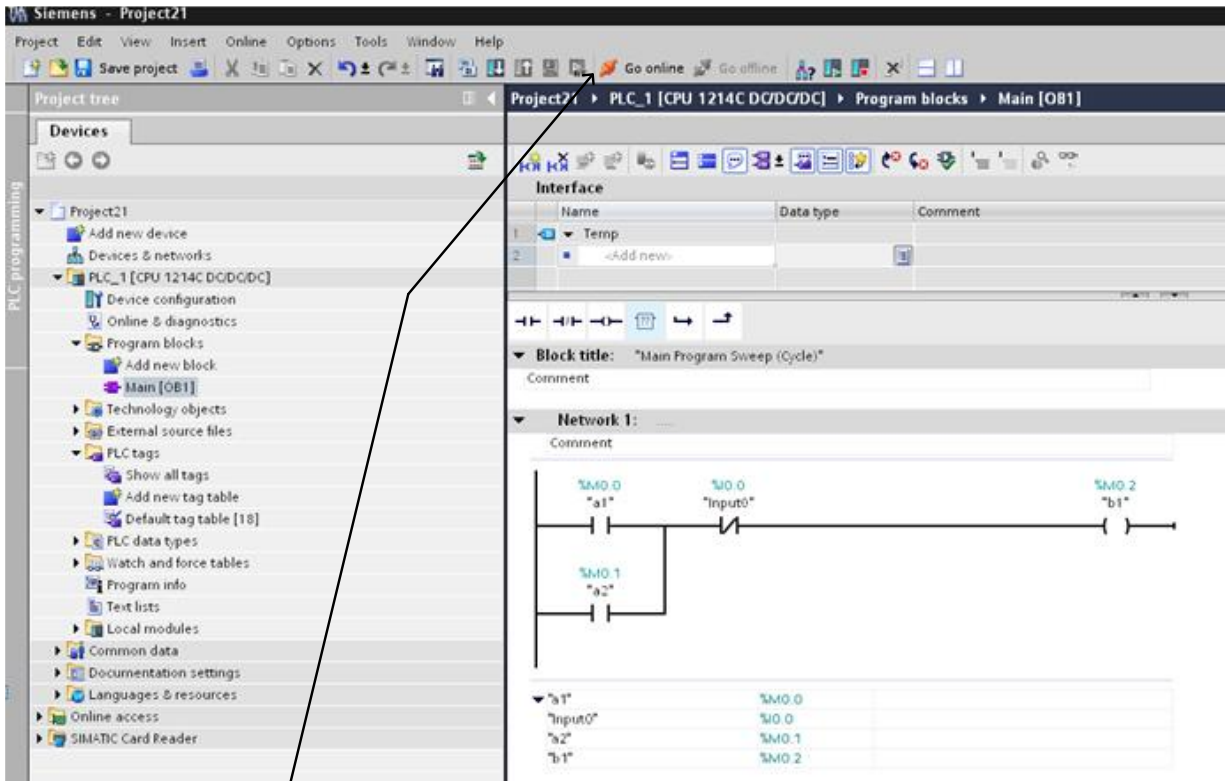 Siemens - Project21
Project Edit View Insert Online Options Tools Window Help
Save project Go online Go offline
Project tree
Project21 PLC_1 [CPU 1214C DC/DC/DC] Program blocks Main [OB1]
Devices
PLC programming
Project21
Add new device
Devices & networks
PLC_1 [CPU 1214C DC/DC/DC]
Device configuration
Online & diagnostics
Program blocks
Add new block
Main [OB1]
Technology objects
External source files
PLC tags
Show all tags
Add new tag table
Default tag table [18]
PLC data types
Watch and force tables
Program info
Text lists
Local modules
Common data
Documentation settings
Languages & resources
Online access
SIMATIC Card Reader
Interface
Name Data type Comment
1 Temp
2 <Add new>
Block title: "Main Program Sweep (Cycle)"
Comment
Network 1: .....
Comment
%M0.0 %I0.0 %M0.2
"a1" "Input0" "b1"
%M0.1
"a2"
"a1" %M0.0
"Input0" %I0.0
"a2" %M0.1
"b1" %M0.2